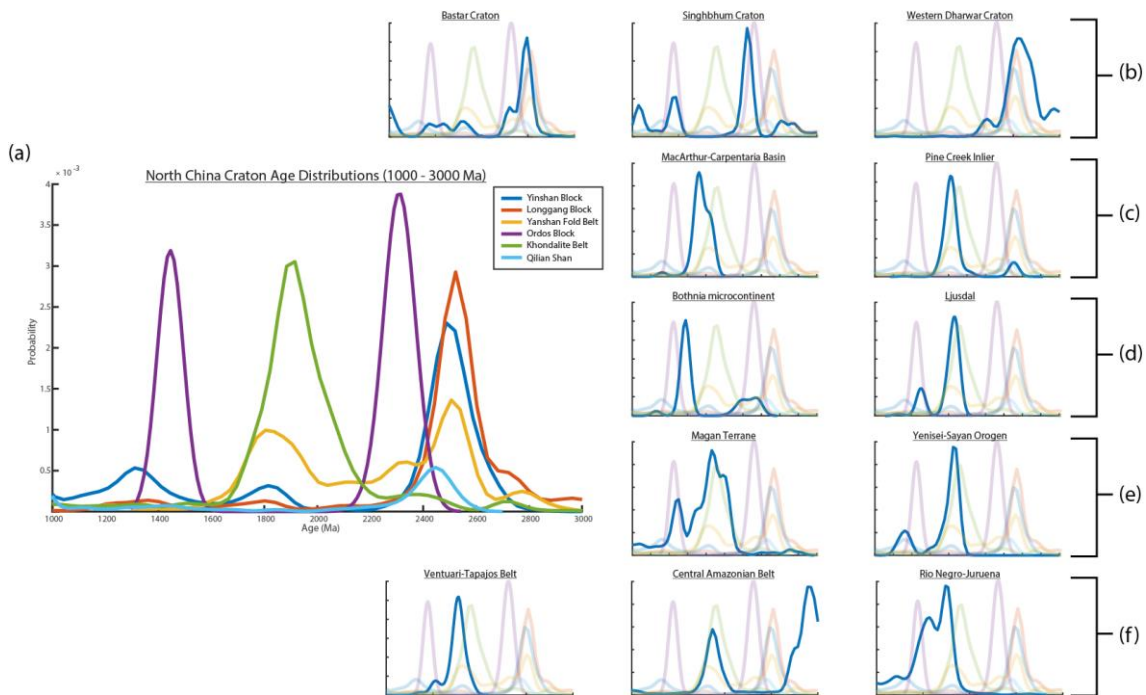 Bastar Craton
Singhbhum Craton
Western Dharwar Craton
(b)
(a)
North China Craton Age Distributions (1000 - 3000 Ma)
× 10 -3
4
3.5
3
2.5
2
1.5
1
0.5
Probability
1000 1200 1400 1600 1800 2000 2200 2400 2600 2800 3000
Age (Ma)
Yinshan Block
Longgang Block
Yanshan Fold Belt
Ordos Block
Khondalite Belt
Qilian Shan
MacArthur-Carpentaria Basin
Pine Creek Inlier
(c)
Bothnia microcontinent
Ljusdal
(d)
Magan Terrane
Yenisei-Sayan Orogen
(e)
Ventuari-Tapajos Belt
Central Amazonian Belt
Rio Negro-Juruena
(f)